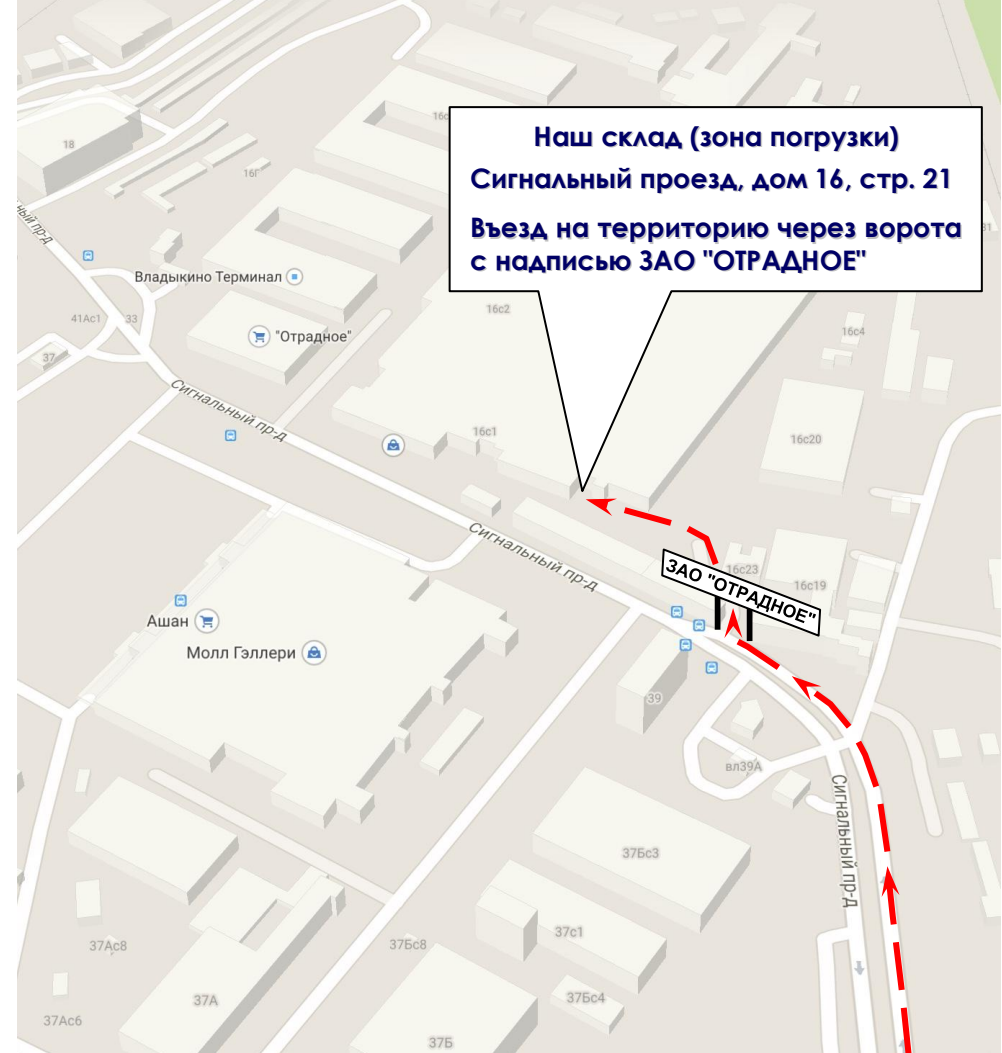 18
16с
Наш склад (зона погрузки)
Сигнальный проезд, дом 16, стр. 21
Въезд на территорию через ворота
с надписью ЗАО "ОТРАДНОЕ"
16Г
ный пр-д
31
Владыкино Терминал
41Ас1
33
"Отрадное"
16с2
16с4
37
Сигнальный пр-д
16с1
16с20
Сигнальный пр-д
ЗАО "ОТРАДНОЕ"
16с23
16с19
Ашан
Молл Гэллери
39
вл39А
Сигнальный пр-д
37Бс3
37Ас8
37Бс8
37с1
37А
37Бс4
37Ас6
37Б